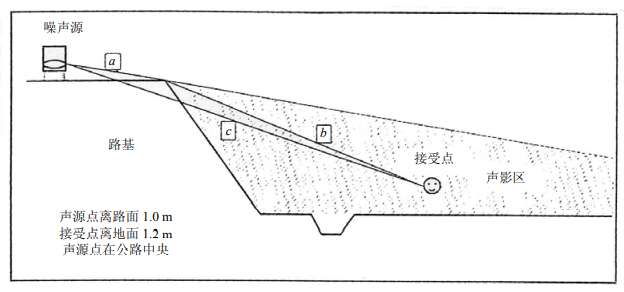 噪声源
a
c
b
路基
接受点
声影区
声源点离路面 1.0 m
接受点离地面 1.2 m
声源点在公路中央